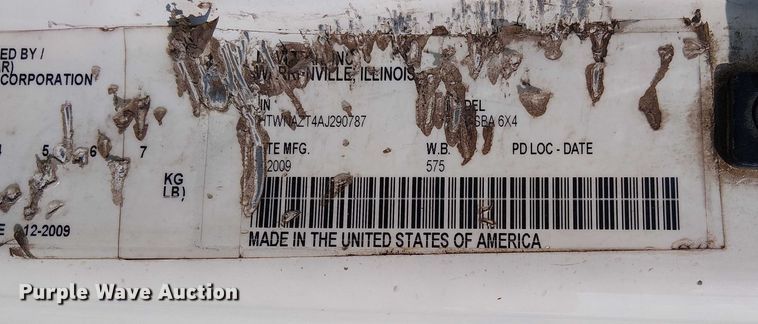 ED BY /
R)
CORPORATION
INC
VILLE, ILLINOIS
IN
DEL
HTWNAZT4AJ290787
SBA 6X4
5 6 7
TE MFG.
W.B.
PD LOC - DATE
2009
575
KG
LB)
E 12-2009
MADE IN THE UNITED STATES OF AMERICA
Purple Wave Auction